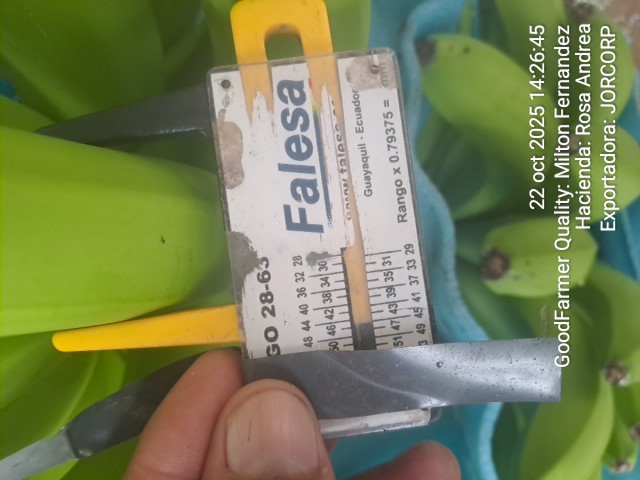 GO 28-63
48 44 40 36 32 28
50 46 42 38 34 30
Falesa
www.falesa.
Guayaquil - Ecuador
51 47 43 39 35 31
Rango x 0.79375 =
49 45 41 37 33 29
22 oct 2025 14:26:45
GoodFarmer Quality: Milton Fernandez
Hacienda: Rosa Andrea
Exportadora: JORCORP